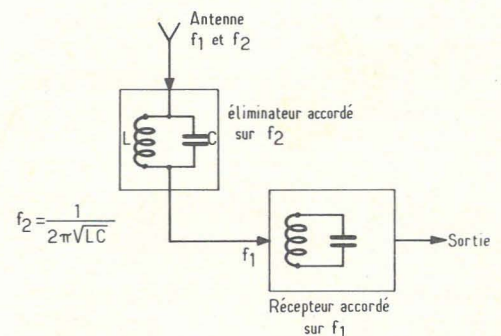 Antenne
f₁ et f₂
éliminateur accordé
sur f₂
L
C
f₂ = 1 / 2π√LC
f₁
Sortie
Récepteur accordé
sur f₁